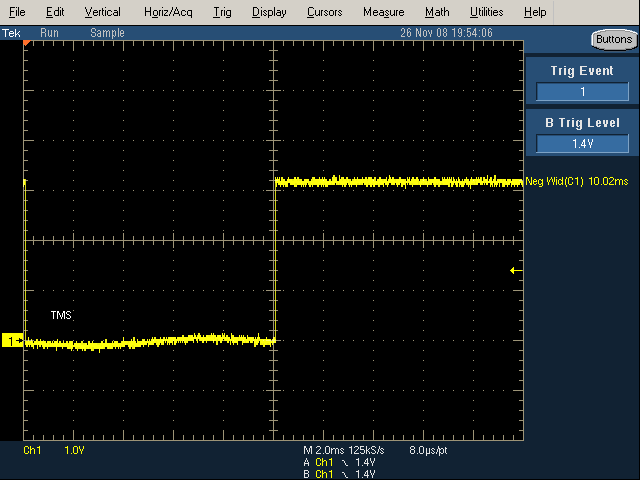 File Edit Vertical Horiz/Acq Trig Display Cursors Measure Math Utilities Help
Tek Run Sample 26 Nov 08 19:54:06 Buttons
Trig Event
1
B Trig Level
1.4V
Neg Wid(C1) 10.02ms
TMS
1
Ch1 1.0V M 2.0ms 125kS/s 8.0µs/pt
A Ch1 1.4V
B Ch1 1.4V